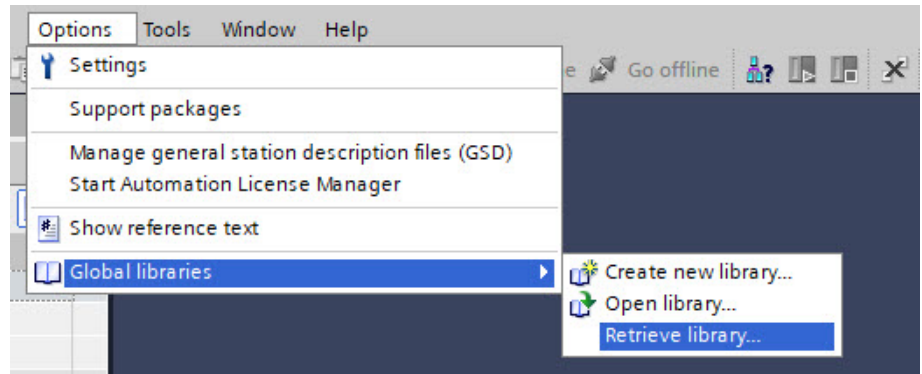 Options Tools Window Help
Settings
e Go offline
Support packages
Manage general station description files (GSD)
Start Automation License Manager
Show reference text
Global libraries
Create new library...
Open library...
Retrieve library...